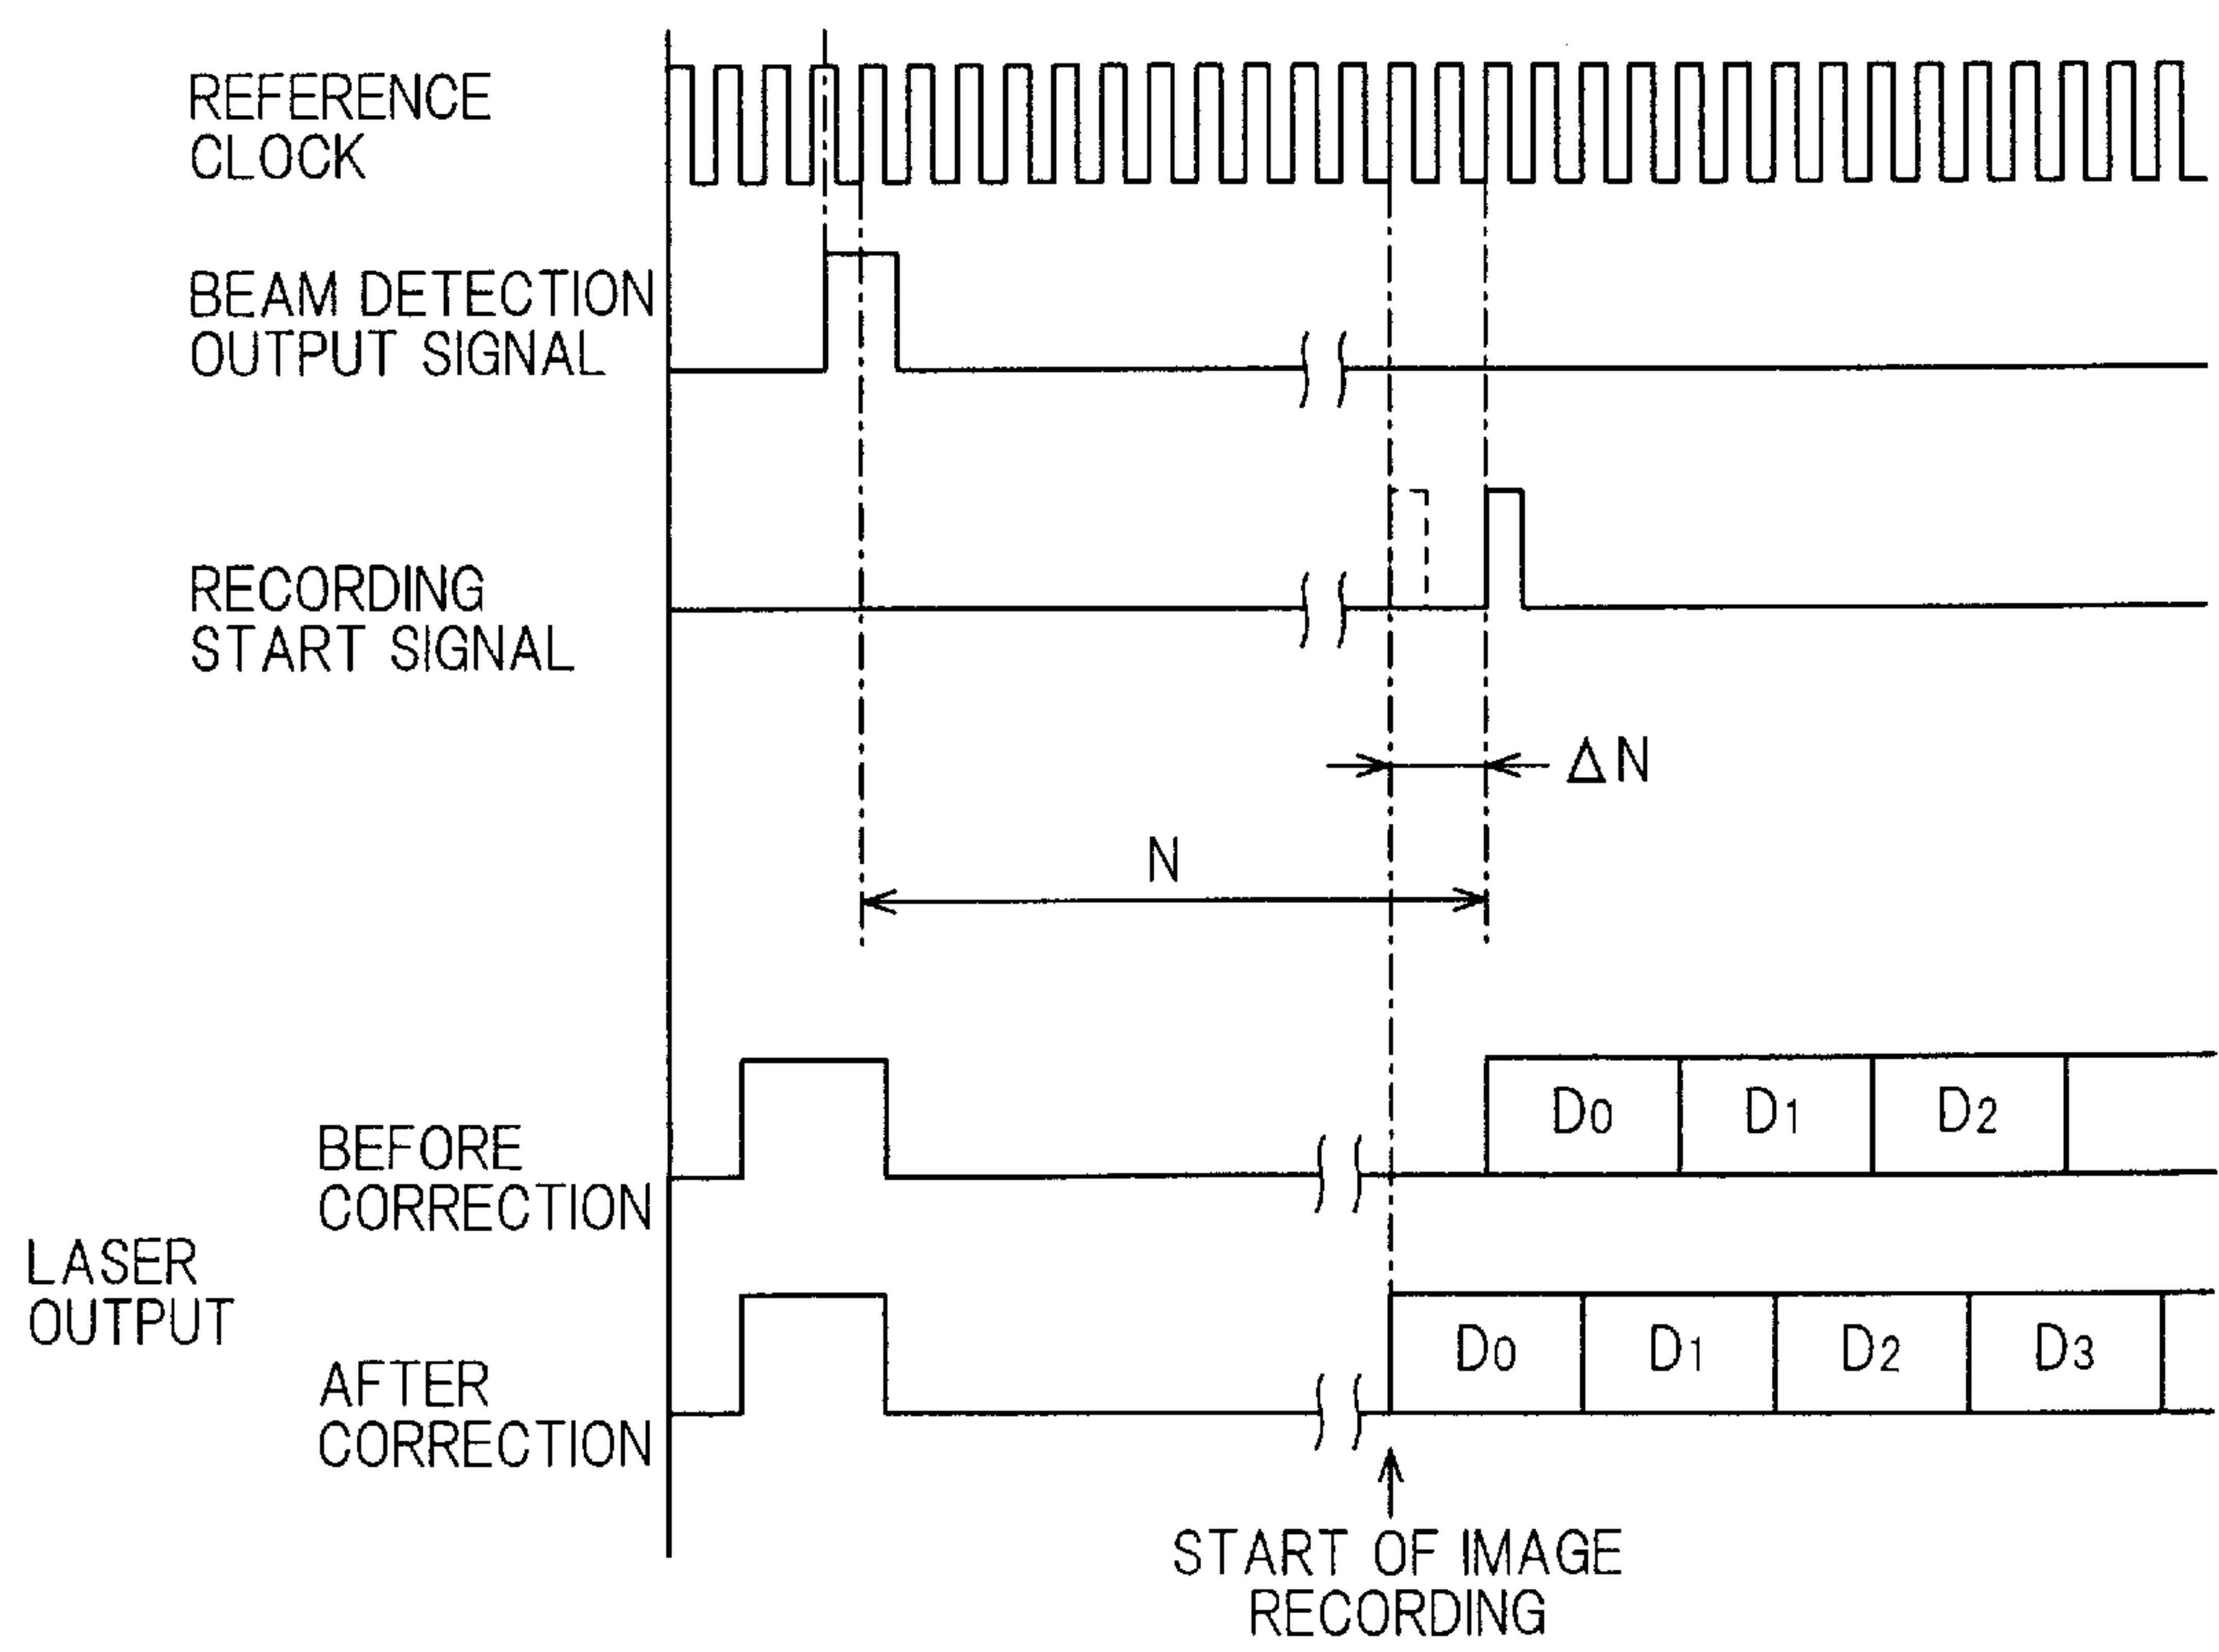 REFERENCE
CLOCK
BEAM DETECTION
OUTPUT SIGNAL
RECORDING
START SIGNAL
ΔN
N
BEFORE
CORRECTION
D0 D1 D2
LASER
OUTPUT
AFTER
CORRECTION
D0 D1 D2 D3
START OF IMAGE
RECORDING